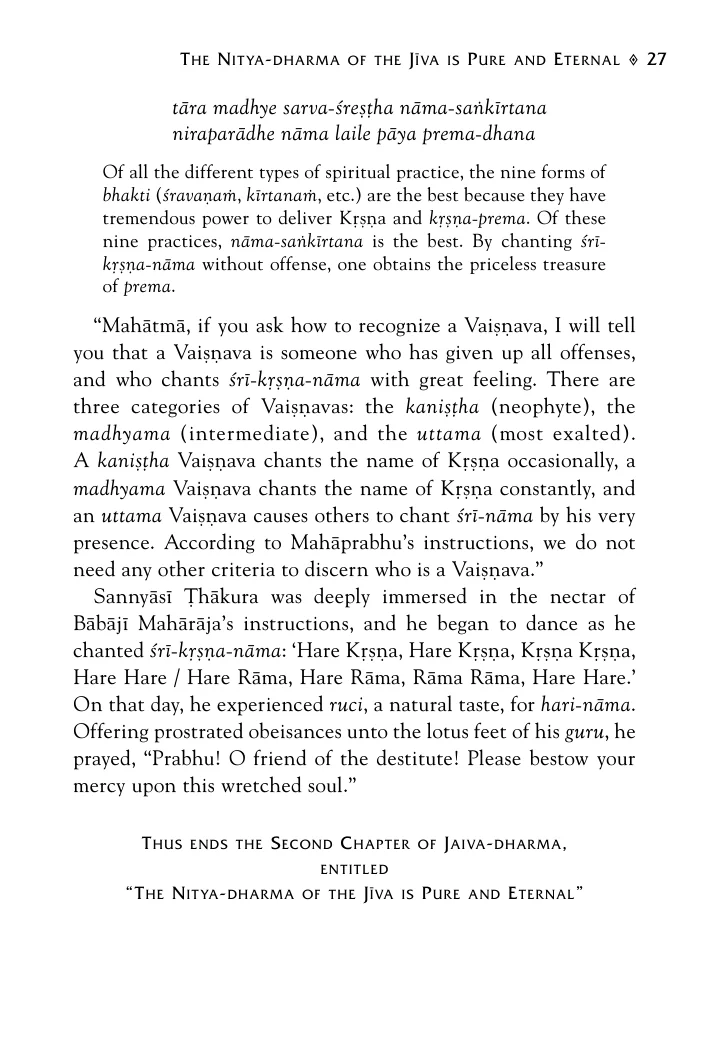 The Nitya-dharma of the Jīva is Pure and Eternal ◈ 27
tāra madhye sarva-śreṣṭha nāma-saṅkīrtana
niraparādhe nāma laile pāya prema-dhana
Of all the different types of spiritual practice, the nine forms of
bhakti (śravaṇaṁ, kīrtanaṁ, etc.) are the best because they have
tremendous power to deliver Kṛṣṇa and kṛṣṇa-prema. Of these
nine practices, nāma-saṅkīrtana is the best. By chanting śrī-
kṛṣṇa-nāma without offense, one obtains the priceless treasure
of prema.
“Mahātmā, if you ask how to recognize a Vaiṣṇava, I will tell
you that a Vaiṣṇava is someone who has given up all offenses,
and who chants śrī-kṛṣṇa-nāma with great feeling. There are
three categories of Vaiṣṇavas: the kaniṣṭha (neophyte), the
madhyama (intermediate), and the uttama (most exalted).
A kaniṣṭha Vaiṣṇava chants the name of Kṛṣṇa occasionally, a
madhyama Vaiṣṇava chants the name of Kṛṣṇa constantly, and
an uttama Vaiṣṇava causes others to chant śrī-nāma by his very
presence. According to Mahāprabhu’s instructions, we do not
need any other criteria to discern who is a Vaiṣṇava.”
Sannyāsī Ṭhākura was deeply immersed in the nectar of
Bābājī Mahārāja’s instructions, and he began to dance as he
chanted śrī-kṛṣṇa-nāma: ‘Hare Kṛṣṇa, Hare Kṛṣṇa, Kṛṣṇa Kṛṣṇa,
Hare Hare / Hare Rāma, Hare Rāma, Rāma Rāma, Hare Hare.’
On that day, he experienced ruci, a natural taste, for hari-nāma.
Offering prostrated obeisances unto the lotus feet of his guru, he
prayed, “Prabhu! O friend of the destitute! Please bestow your
mercy upon this wretched soul.”
Thus ends the Second Chapter of Jaiva-dharma,
entitled
“The Nitya-dharma of the Jīva is Pure and Eternal”